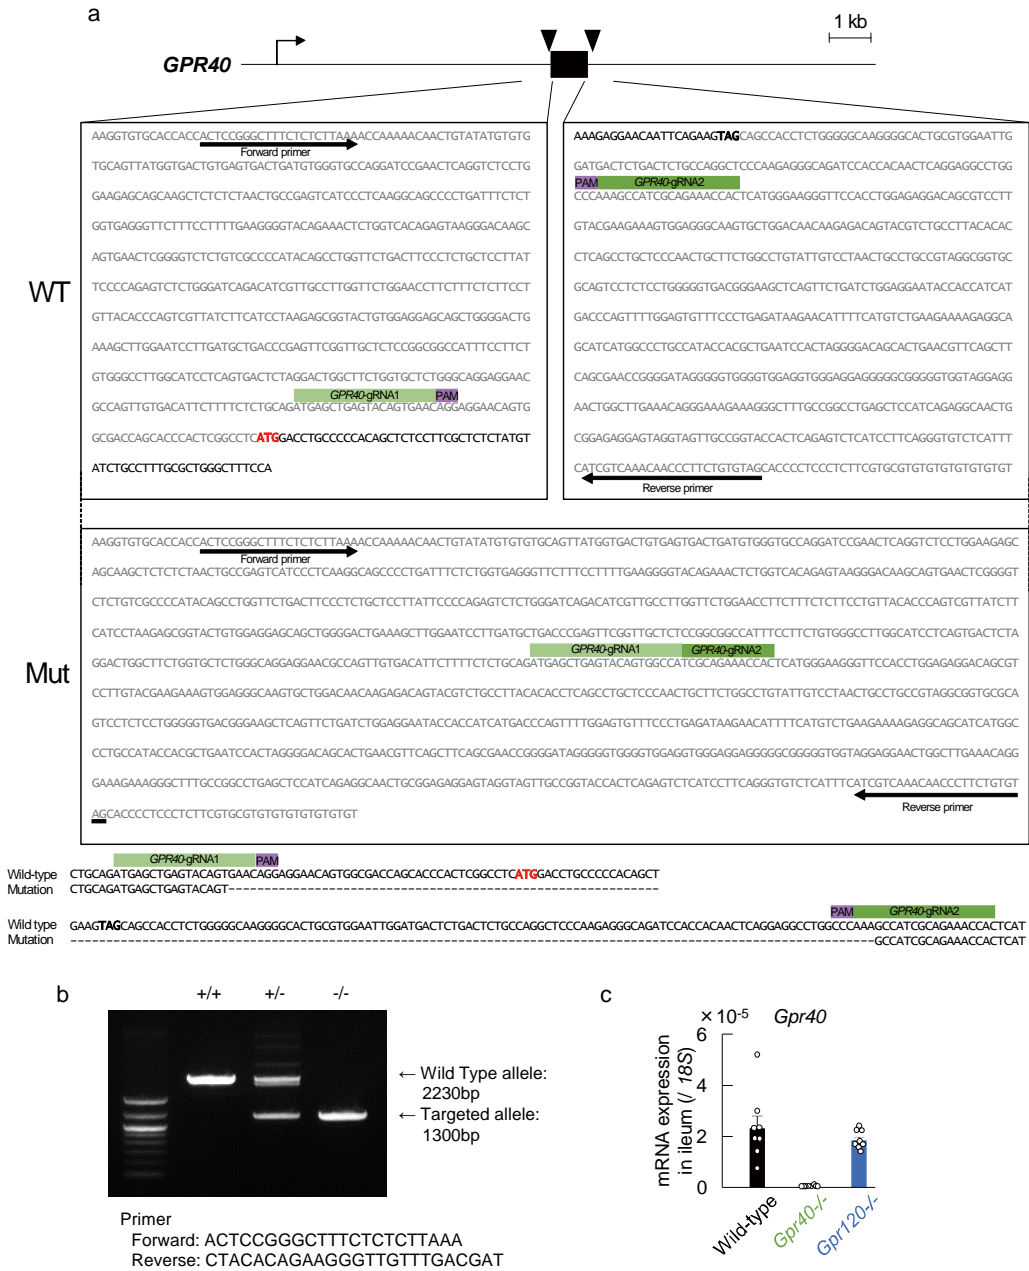 a
1 kb
GPR40
WT
AAGGTGTGCACCACCACTCCGGGCTTTCTCTCTTAAAACCAAAAACAACTGTATATGTGTG
Forward primer
TGCAGTTATGGTGACTGTGAGTGACTGATGTGGGTGCCAGGATCCGAACTCAGGTCTCCTG
GAAGAGCAGCAAGCTCTCTCTAACTGCCGAGTCATCCCTCAAGGCAGCCCCTGATTTCTCT
GGTGAGGGTTCTTTCCTTTTGAAGGGGTACAGAAACTCTGGTCACAGAGTAAGGGACAAGC
AGTGAACTCGGGGTCTCTGTCGCCCCATACAGCCTGGTTCTGACTTCCCTCTGCTCCTTAT
TCCCCAGAGTCTCTGGGATCAGACATCGTTGCCTTGGTTCTGGAACCTTCTTTCTCTTCCT
GTTACACCCAGTCGTTATCTTCATCCTAAGAGCGGTACTGTGGAGGAGCAGCTGGGGACTG
AAAGCTTGGAATCCTTGATGCTGACCCGAGTTCGGTTGCTCTCCGGCGGCCATTTCCTTCT
GTGGGCCTTGGCATCCTCAGTGACTCTAGGACTGGCTTCTGGTGCTCTGGGCAGGAGGAAC
GPR40-gRNA1
PAM
GCCAGTTGTGACATTCTTTTCTCTGCAGATGAGCTGAGTACAGTGAACAGGAGGAACAGTG
GCGACCAGCACCCACTCGGCCTCATGGACCTGCCCCCACAGCTCTCCTTCGCTCTCTATGT
ATCTGCCTTTGCGCTGGGCTTTCCA
AAAGAGGAACAATTCAGAAGTAGCAGCCACCTCTGGGGGCAAGGGGCACTGCGTGGAATTG
GATGACTCTGACTCTGCCAGGCTCCCAAGAGGGCAGATCCACCACAACTCAGGAGGCCTGG
PAM
GPR40-gRNA2
CCCAAAGCCATCGCAGAAACCACTCATGGGAAGGGTTCCACCTGGAGAGGACAGCGTCCTT
GTACGAAGAAAGTGGAGGGCAAGTGCTGGACAACAAGAGACAGTACGTCTGCCTTACACAC
CTCAGCCTGCTCCCAACTGCTTCTGGCCTGTATTGTCCTAACTGCCTGCCGTAGGCGGTGC
GCAGTCCTCTCCTGGGGGTGACGGGAAGCTCAGTTCTGATCTGGAGGAATACCACCATCAT
GACCCAGTTTTGGAGTGTTTCCCTGAGATAAGAACATTTTCATGTCTGAAGAAAAGAGGCA
GCATCATGGCCCTGCCATACCACGCTGAATCCACTAGGGGACAGCACTGAACGTTCAGCTT
CAGCGAACCGGGGATAGGGGGTGGGGTGGAGGTGGGAGGAGGGGGCGGGGGTGGTAGGAGG
AACTGGCTTGAAACAGGGAAAGAAAGGGCTTTGCCGGCCTGAGCTCCATCAGAGGCAACTG
CGGAGAGGAGTAGGTAGTTGCCGGTACCACTCAGAGTCTCATCCTTCAGGGTGTCTCATTT
CATCGTCAAACAACCCTTCTGTGTAGCACCCCTCCCTCTTCGTGCGTGTGTGTGTGTGTGT
Reverse primer
Mut
AAGGTGTGCACCACCACTCCGGGCTTTCTCTCTTAAAACCAAAAACAACTGTATATGTGTGTGCAGTTATGGTGACTGTGAGTGACTGATGTGGGTGCCAGGATCCGAACTCAGGTCTCCTGGAAGAGC
Forward primer
AGCAAGCTCTCTCTAACTGCCGAGTCATCCCTCAAGGCAGCCCCTGATTTCTCTGGTGAGGGTTCTTTCCTTTTGAAGGGGTACAGAAACTCTGGTCACAGAGTAAGGGACAAGCAGTGAACTCGGGGT
CTCTGTCGCCCCATACAGCCTGGTTCTGACTTCCCTCTGCTCCTTATTCCCCAGAGTCTCTGGGATCAGACATCGTTGCCTTGGTTCTGGAACCTTCTTTCTCTTCCTGTTACACCCAGTCGTTATCTT
CATCCTAAGAGCGGTACTGTGGAGGAGCAGCTGGGGACTGAAAGCTTGGAATCCTTGATGCTGACCCGAGTTCGGTTGCTCTCCGGCGGCCATTTCCTTCTGTGGGCCTTGGCATCCTCAGTGACTCTA
GPR40-gRNA1
GPR40-gRNA2
GGACTGGCTTCTGGTGCTCTGGGCAGGAGGAACGCCAGTTGTGACATTCTTTTCTCTGCAGATGAGCTGAGTACAGTGGCCATCGCAGAAACCACTCATGGGAAGGGTTCCACCTGGAGAGGACAGCGT
CCTTGTACGAAGAAAGTGGAGGGCAAGTGCTGGACAACAAGAGACAGTACGTCTGCCTTACACACCTCAGCCTGCTCCCAACTGCTTCTGGCCTGTATTGTCCTAACTGCCTGCCGTAGGCGGTGCGCA
GTCCTCTCCTGGGGGTGACGGGAAGCTCAGTTCTGATCTGGAGGAATACCACCATCATGACCCAGTTTTGGAGTGTTTCCCTGAGATAAGAACATTTTCATGTCTGAAGAAAAGAGGCAGCATCATGGC
CCTGCCATACCACGCTGAATCCACTAGGGGACAGCACTGAACGTTCAGCTTCAGCGAACCGGGGATAGGGGGTGGGGTGGAGGTGGGAGGAGGGGGCGGGGGTGGTAGGAGGAACTGGCTTGAAACAGG
GAAAGAAAGGGCTTTGCCGGCCTGAGCTCCATCAGAGGCAACTGCGGAGAGGAGTAGGTAGTTGCCGGTACCACTCAGAGTCTCATCCTTCAGGGTGTCTCATTTCATCGTCAAACAACCCTTCTGTGT
Reverse primer
AGCACCCCTCCCTCTTCGTGCGTGTGTGTGTGTGTGT
GPR40-gRNA1
PAM
Wild-type CTGCAGATGAGCTGAGTACAGTGAACAGGAGGAACAGTGGCGACCAGCACCCACTCGGCCTCATGGACCTGCCCCCACAGCT
Mutation CTGCAGATGAGCTGAGTACAGT------------------------------------------------------------
PAM
GPR40-gRNA2
Wild type GAAGTAGCAGCCACCTCTGGGGGCAAGGGGCACTGCGTGGAATTGGATGACTCTGACTCTGCCAGGCTCCCAAGAGGGCAGATCCACCACAACTCAGGAGGCCTGGCCCAAAGCCATCGCAGAAACCACTCAT
Mutation ----------------------------------------------------------------------------------------------------------------GCCATCGCAGAAACCACTCAT
b
+/+
+/-
-/-
← Wild Type allele:
2230bp
← Targeted allele:
1300bp
Primer
Forward: ACTCCGGGCTTTCTCTCTTAAA
Reverse: CTACACAGAAGGGTTGTTTGACGAT
c
×10-5
Gpr40
mRNA expression
in ileum (/ 18S)
6
4
2
0
Wild-type
Gpr40-/-
Gpr120-/-